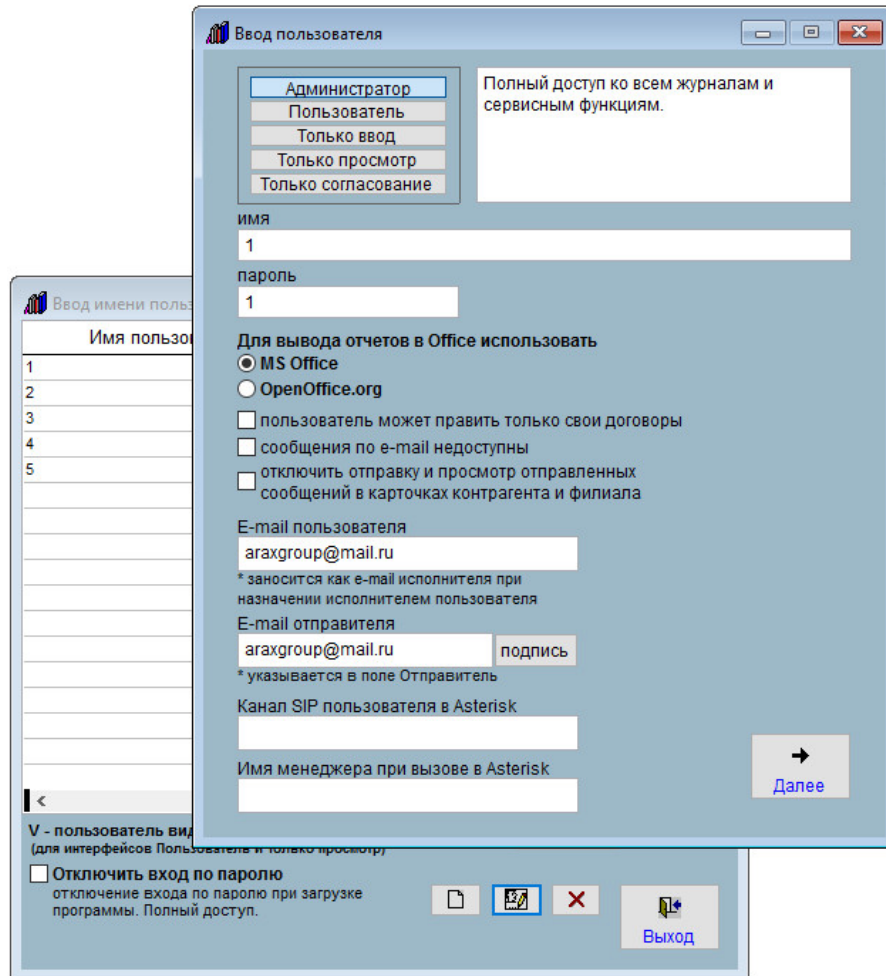 Ввод пользователя
Администратор
Пользователь
Только ввод
Только просмотр
Только согласование
Полный доступ ко всем журналам и
сервисным функциям.
имя
1
пароль
1
Для вывода отчетов в Office использовать
MS Office
OpenOffice.org
пользователь может править только свои договоры
сообщения по e-mail недоступны
отключить отправку и просмотр отправленных
сообщений в карточках контрагента и филиала
E-mail пользователя
araxgroup@mail.ru
* заносится как e-mail исполнителя при
назначении исполнителем пользователя
E-mail отправителя
araxgroup@mail.ru
подпись
* указывается в поле Отправитель
Канал SIP пользователя в Asterisk
Имя менеджера при вызове в Asterisk
Далее
Ввод имени польз
Имя пользо
1
2
3
4
5
V - пользователь вид
(для интерфейсов Пользователь и Только просмотр)
Отключить вход по паролю
отключение входа по паролю при загрузке
программы. Полный доступ.
Выход